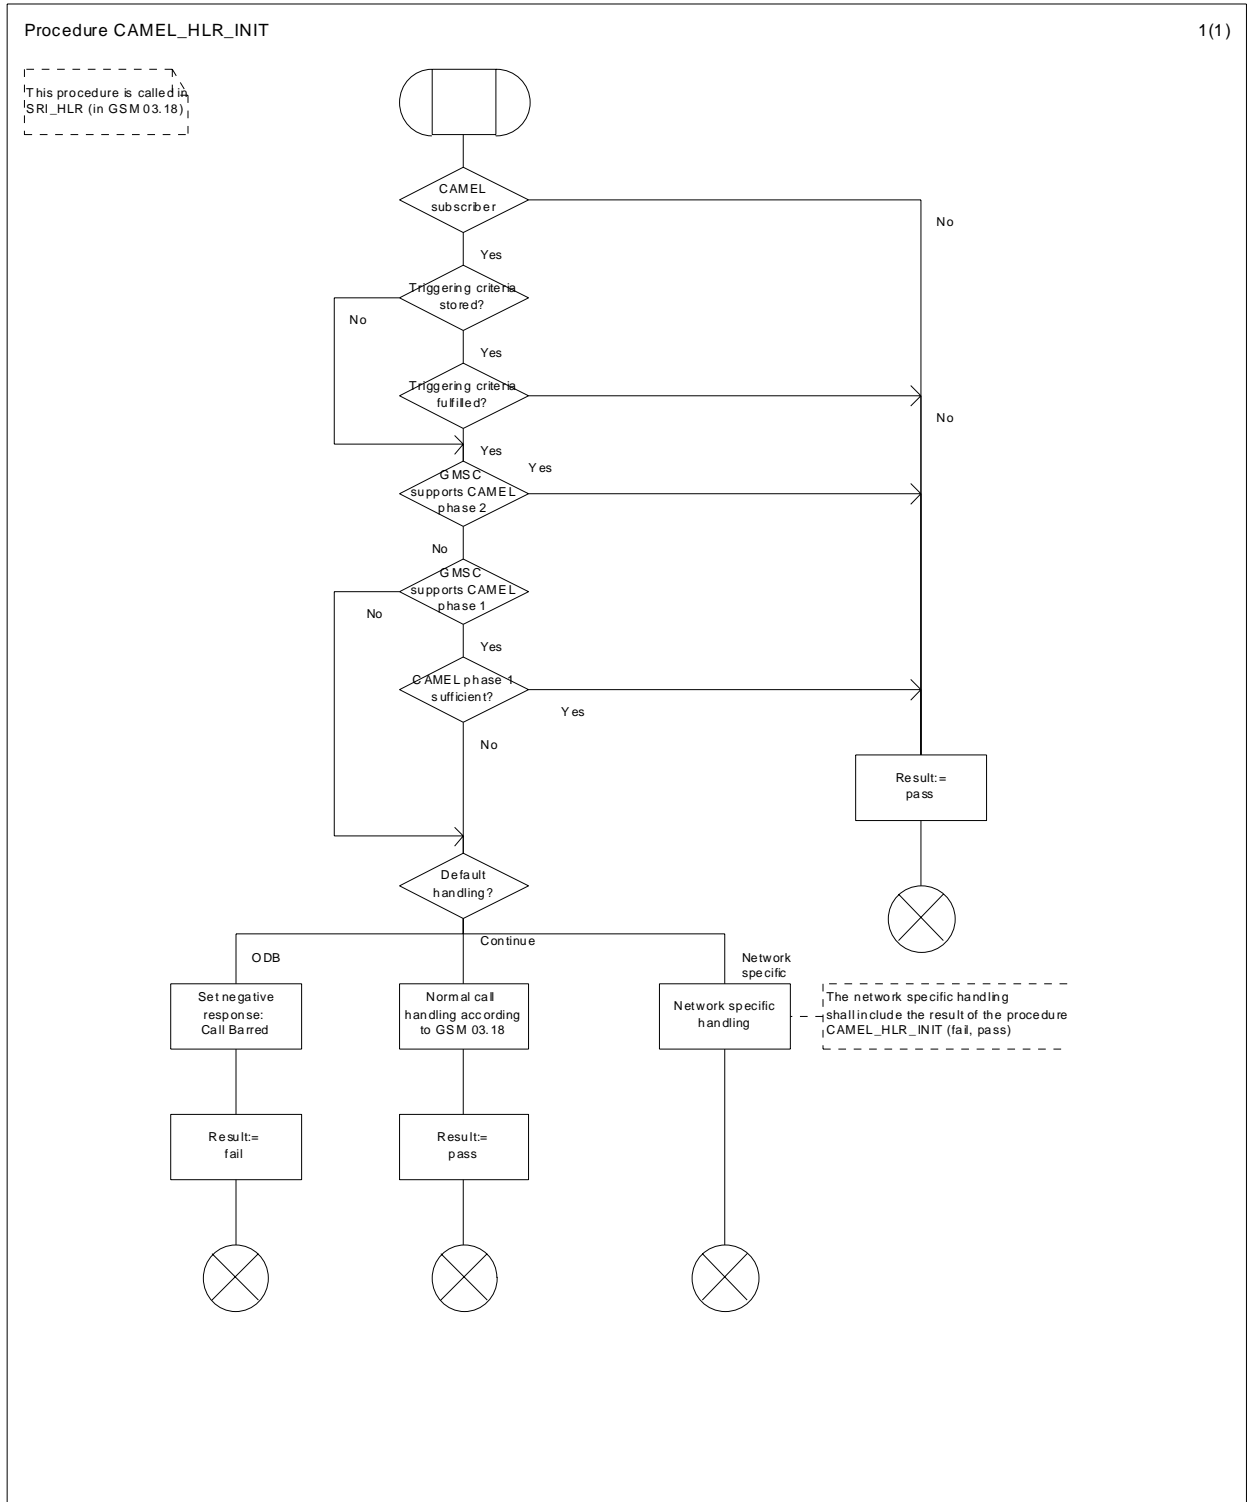 Procedure CAMEL_HLR_INIT
1(1)
This procedure is called in
SRI_HLR (in GSM 03.18)
CAMEL
subscriber
No
Yes
Triggering criteria
stored?
No
Yes
Triggering criteria
fulfilled?
No
Yes
Yes
GMSC
supports CAMEL
phase 2
No
GMSC
supports CAMEL
phase 1
No
Yes
CAMEL phase 1
sufficient?
Yes
No
Result:=
pass
Default
handling?
Continue
ODB
Network
specific
Set negative
response:
Call Barred
Normal call
handling according
to GSM 03.18
Network specific
handling
The network specific handling
shall include the result of the procedure
CAMEL_HLR_INIT (fail, pass)
Result:=
fail
Result:=
pass